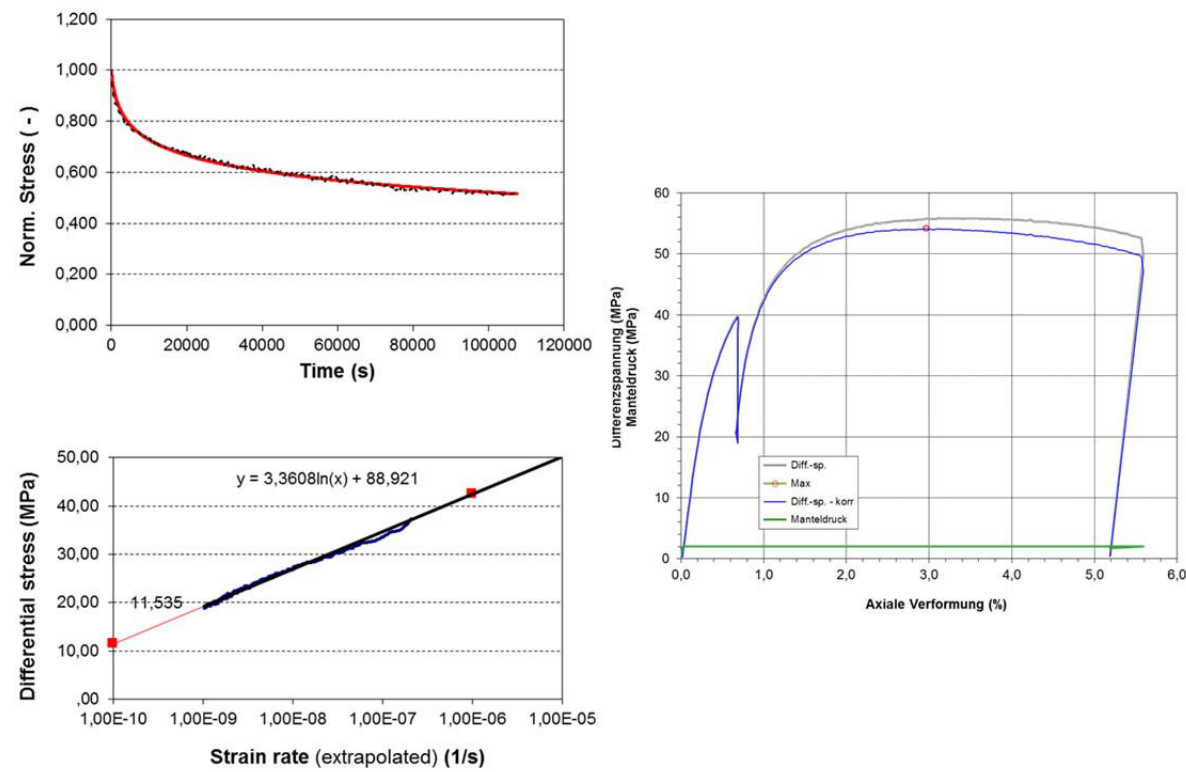 1,200
1,000
0,800
0,600
0,400
0,200
0,000
Norm. Stress ( - )
0 20000 40000 60000 80000 100000 120000
Time (s)
50,00
40,00
30,00
20,00
10,00
,00
Differential stress (MPa)
y = 3,3608ln(x) + 88,921
11,535
1,00E-10 1,00E-09 1,00E-08 1,00E-07 1,00E-06 1,00E-05
Strain rate (extrapolated) (1/s)
60
50
40
30
20
10
0
Differenzspannung (MPa)
Manteldruck (MPa)
Diff.-sp.
Max
Diff.-sp. - korr
Manteldruck
0,0 1,0 2,0 3,0 4,0 5,0 6,0
Axiale Verformung (%)